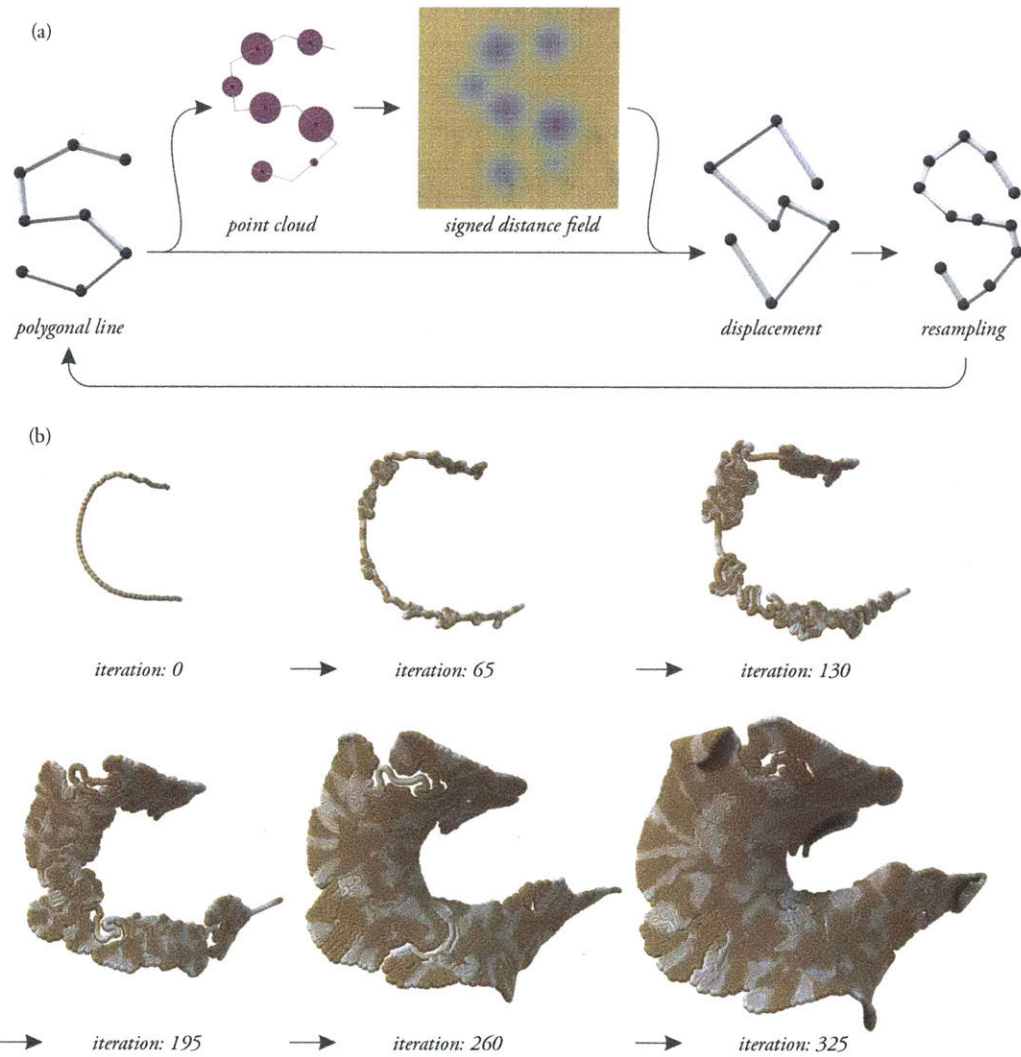 (a)
point cloud
signed distance field
polygonal line
displacement
resampling
(b)
iteration: 0
iteration: 65
iteration: 130
iteration: 195
iteration: 260
iteration: 325